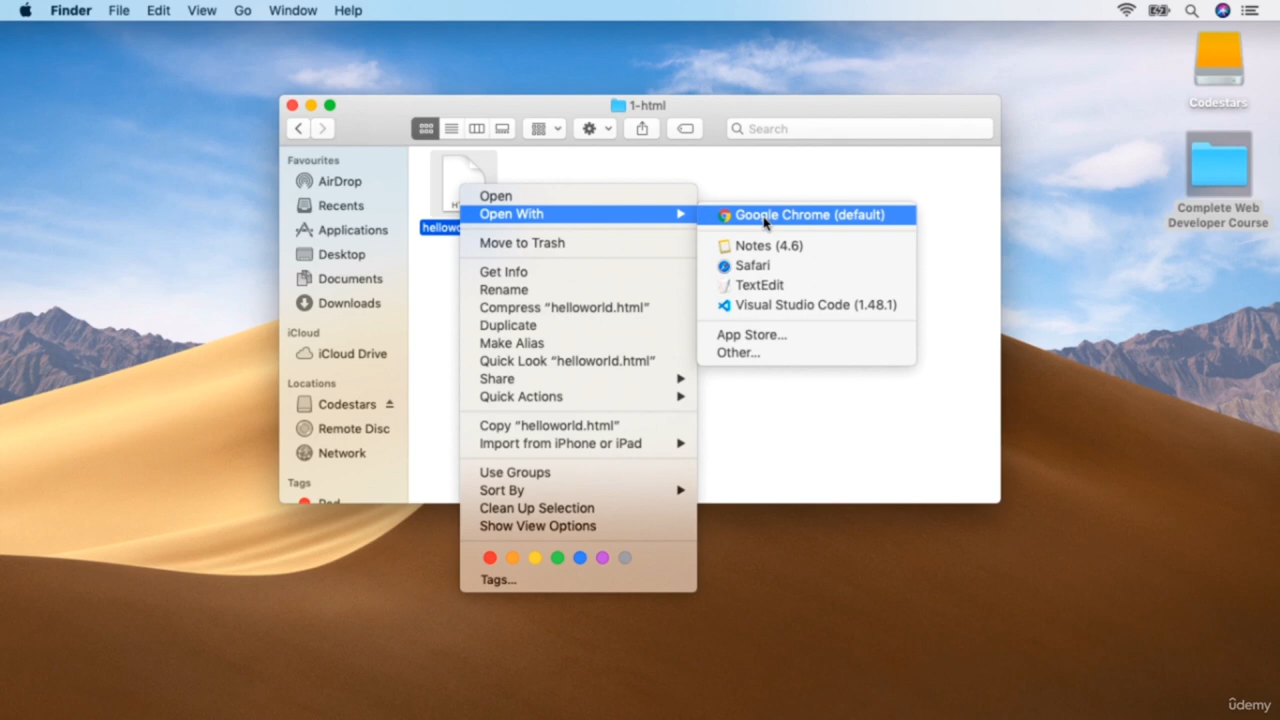 Finder File Edit View Go Window Help
Codestars
Complete Web
Developer Course
1-html
Search
Favourites
AirDrop
Recents
Applications
Desktop
Documents
Downloads
iCloud
iCloud Drive
Locations
Codestars
Remote Disc
Network
Tags
Red
Open
Open With
Move to Trash
Get Info
Rename
Compress “helloworld.html”
Duplicate
Make Alias
Quick Look “helloworld.html”
Share
Quick Actions
Copy “helloworld.html”
Import from iPhone or iPad
Use Groups
Sort By
Clean Up Selection
Show View Options
Tags...
Google Chrome (default)
Notes (4.6)
Safari
TextEdit
Visual Studio Code (1.48.1)
App Store...
Other...
ûdemy